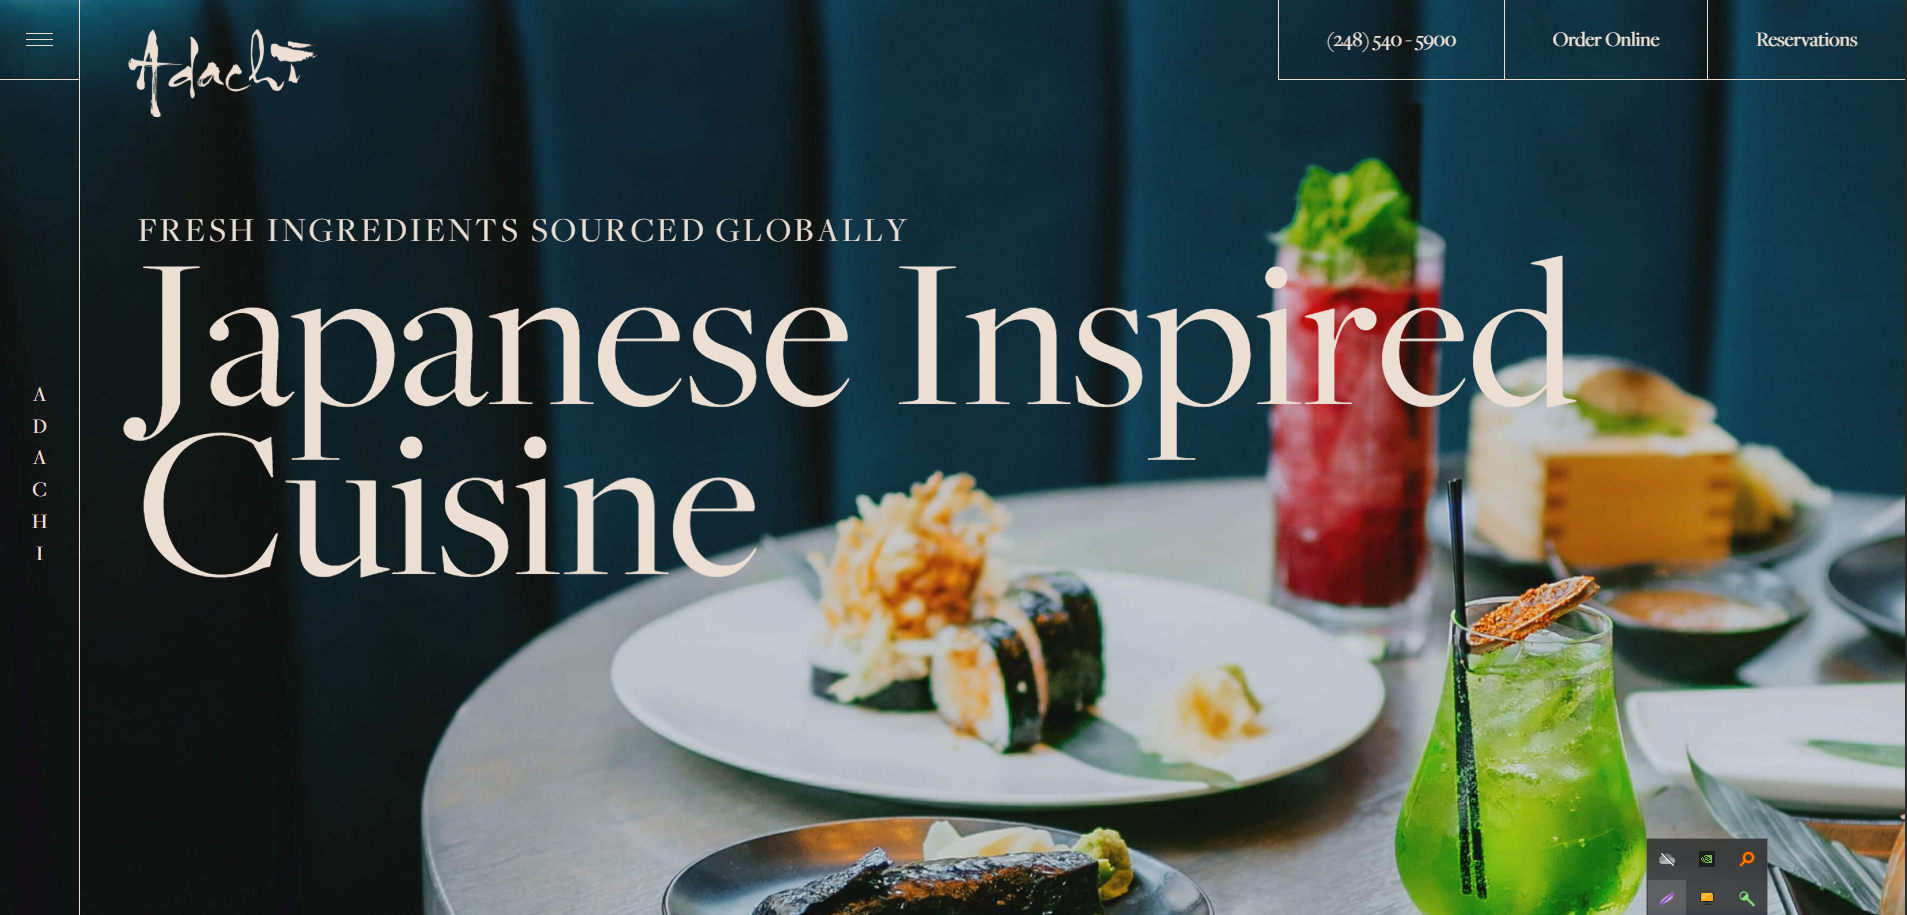 Adachi
(248) 540 - 5900
Order Online
Reservations
FRESH INGREDIENTS SOURCED GLOBALLY
Japanese Inspired
Cuisine
A
D
A
C
H
I